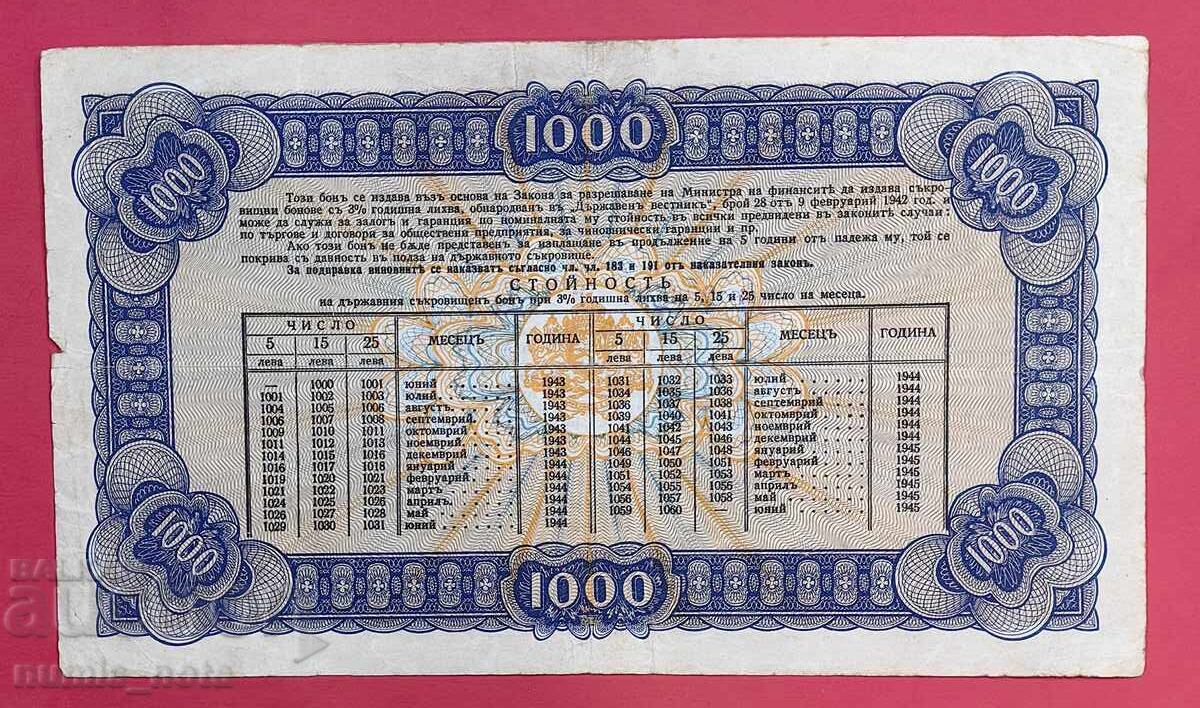 1000
1000 1000
Този бонъ се издава възъ основа на Закона за разрешаване на Министра на финансите да издава съкро-
вищни бонове съ 3% годишна лихва, обнародванъ въ „Държавенъ вестникъ“, брой 28 отъ 9 февруарий 1942 год. и
може да служи за залогъ и гаранция по номиналната му стойность въ всички предвидени въ законите случаи:
по търгове и договори за обществени предприятия, за чиновнически гаранции и пр.
Ако този бонъ не бѫде представенъ за изплащане въ продължение на 5 години отъ падежа му, той се
покрива съ давность въ полза на държавното съкровище.
За подправка виновните се наказватъ съгласно чл. чл. 183 и 191 отъ наказателния законъ.
СТОЙНОСТЬ
на държавния съкровищенъ бонъ при 3% годишна лихва на 5, 15 и 25 число на месеца.
ЧИСЛО МЕСЕЦЪ ГОДИНА ЧИСЛО МЕСЕЦЪ ГОДИНА
5 15 25 5 15 25
лева лева лева лева лева лева
— 1000 1001 юний 1943 1031 1032 1033 юлий 1944
1001 1002 1003 юлий 1943 1034 1035 1036 августъ 1944
1004 1005 1006 августъ 1943 1036 1037 1038 септемврий 1944
1006 1007 1008 септемврий 1943 1039 1040 1041 октомврий 1944
1009 1010 1011 октомврий 1943 1041 1042 1043 ноемврий 1944
1011 1012 1013 ноемврий 1943 1044 1045 1046 декемврий 1944
1014 1015 1016 декемврий 1943 1046 1047 1048 януарий 1945
1016 1017 1018 януарий 1944 1049 1050 1051 февруарий 1945
1019 1020 1021 февруарий 1944 1051 1052 1053 мартъ 1945
1021 1022 1023 мартъ 1944 1054 1055 1056 априлъ 1945
1024 1025 1026 априлъ 1944 1056 1057 1058 май 1945
1026 1027 1028 май 1944 1059 1060 — юний 1945
1029 1030 1031 юний 1944
1000 1000
1000
numis_nota